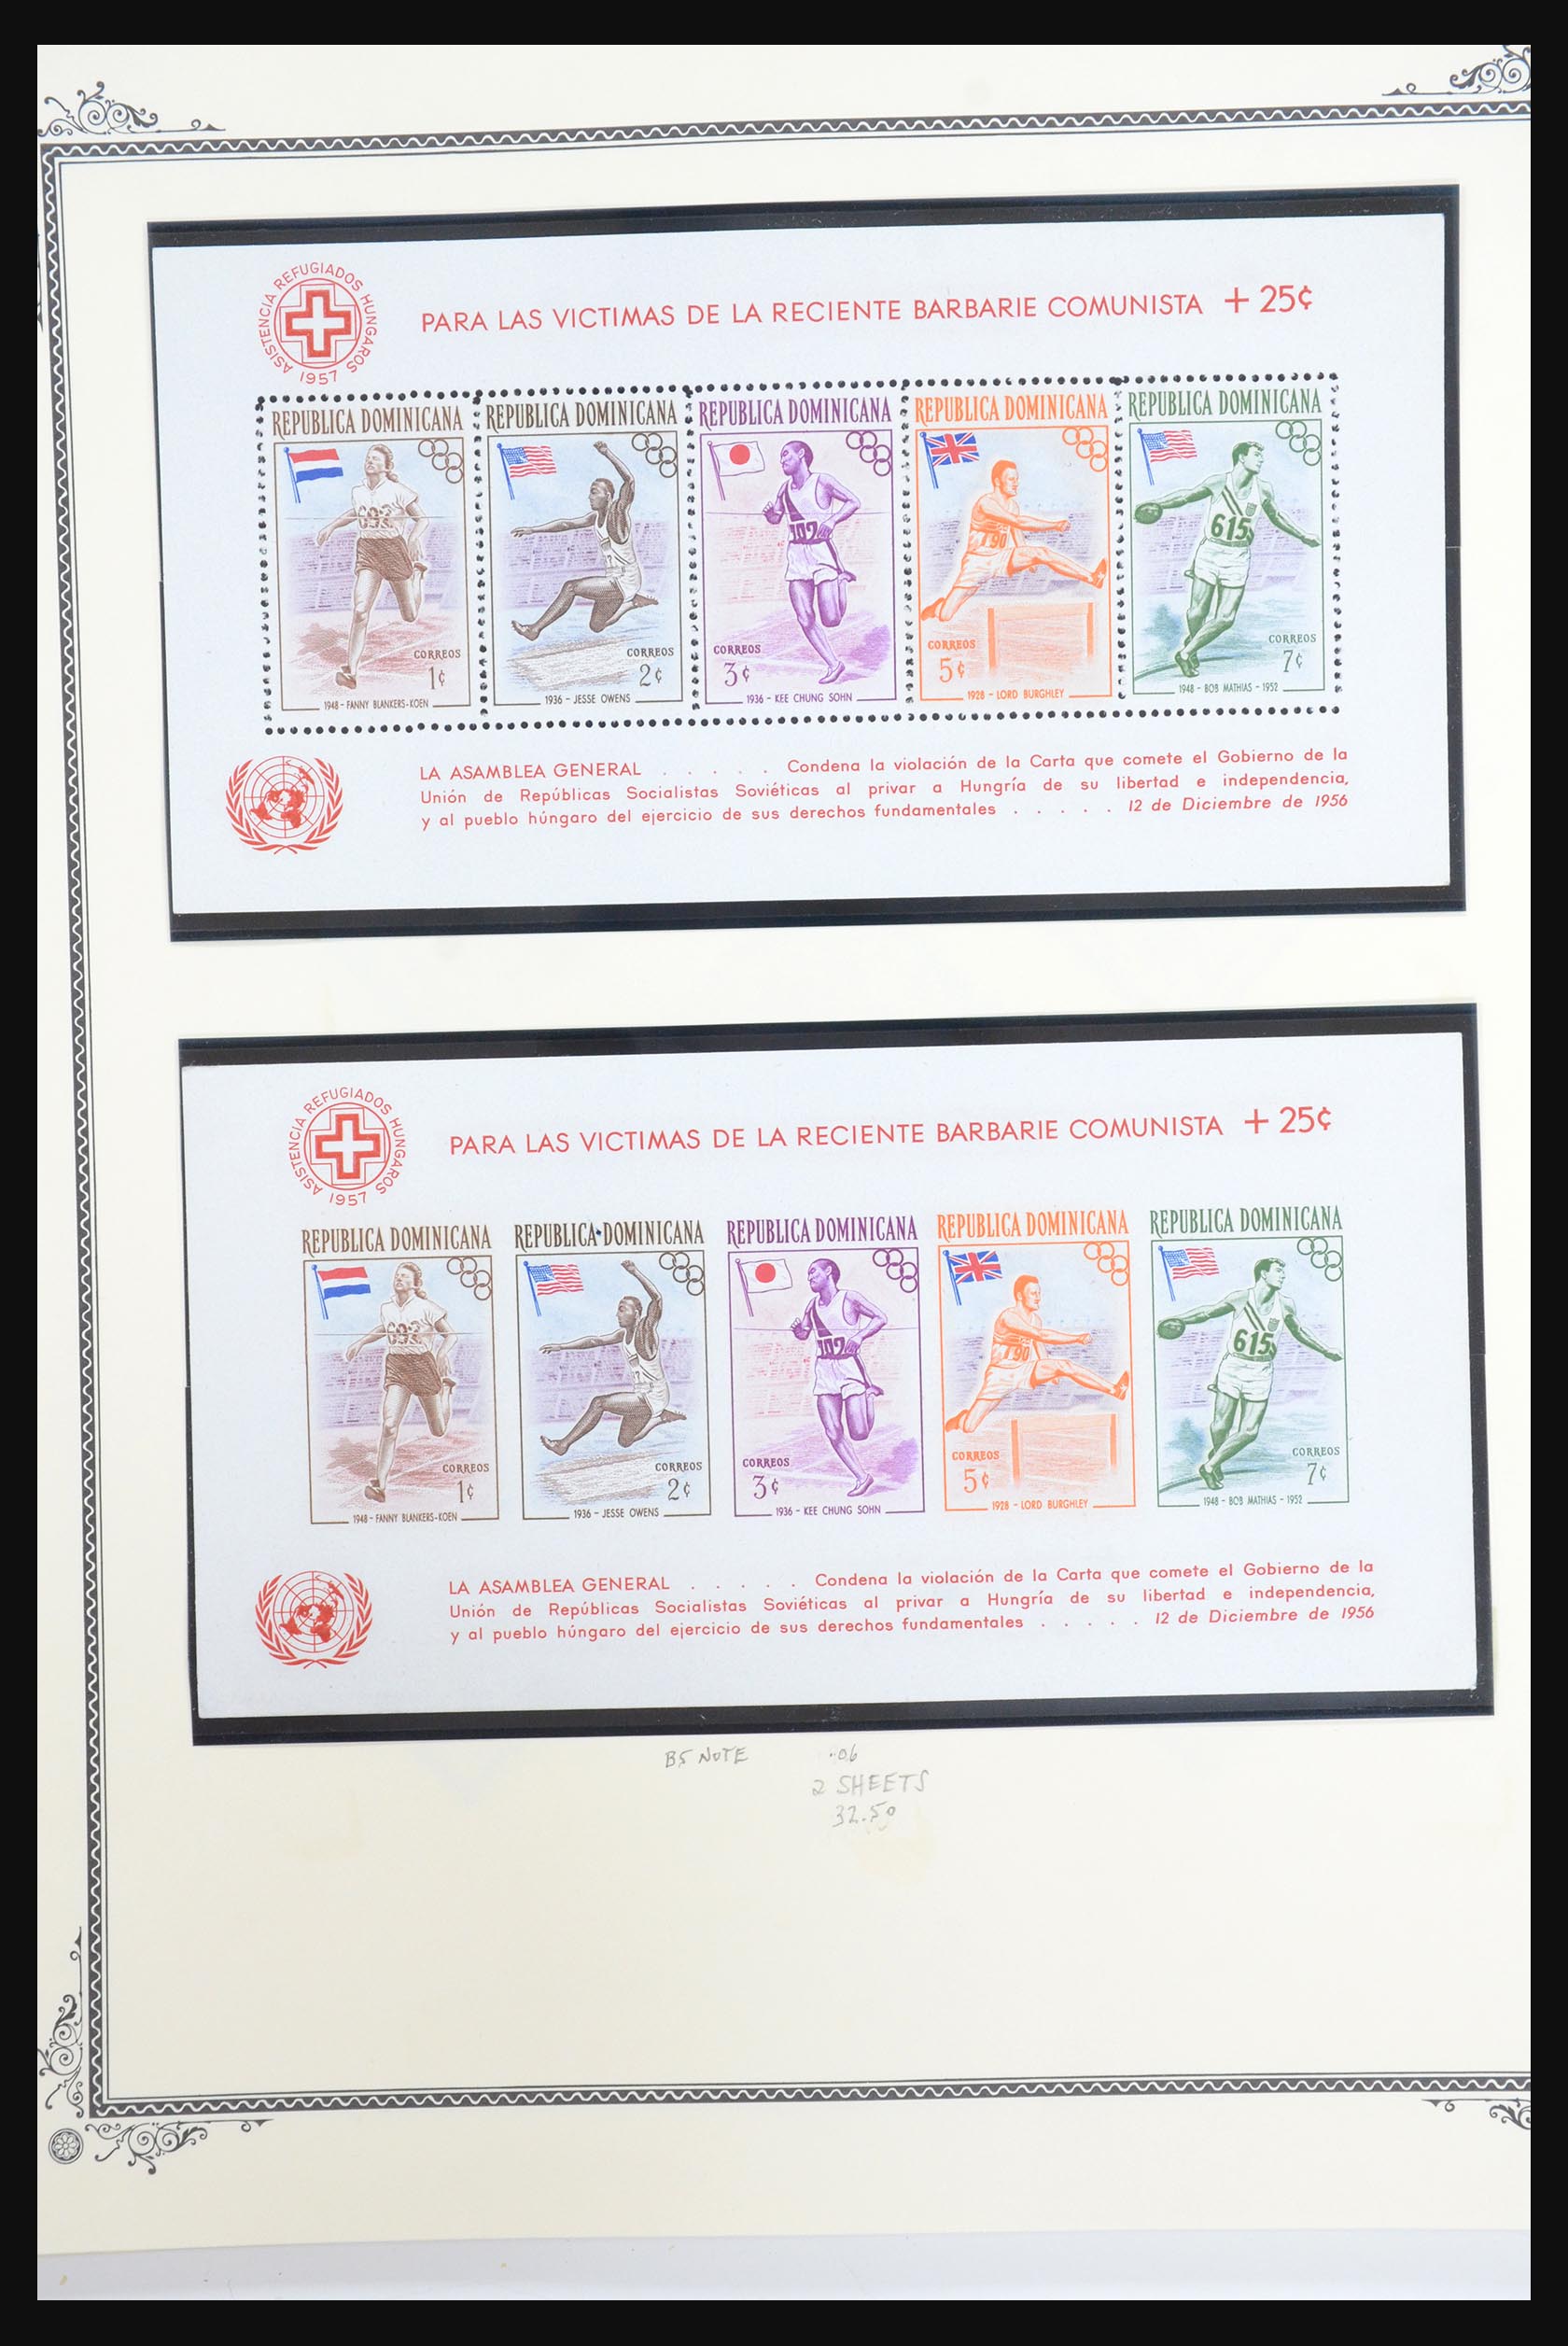 ASISTENCIA REFUGIADOS HUNGAROS
1957
PARA LAS VICTIMAS DE LA RECIENTE BARBARIE COMUNISTA + 25¢
REPUBLICA DOMINICANA
692
CORREOS
1¢
1948 - FANNY BLANKERS-KOEN
REPUBLICA DOMINICANA
CORREOS
2¢
1936 - JESSE OWENS
REPUBLICA DOMINICANA
CORREOS
3¢
1936 - KEE CHUNG SOHN
REPUBLICA DOMINICANA
190
CORREOS
5¢
1928 - LORD BURGHLEY
REPUBLICA DOMINICANA
615
CORREOS
7¢
1948 - BOB MATHIAS - 1952
LA ASAMBLEA GENERAL . . . . . Condena la violación de la Carta que comete el Gobierno de la
Unión de Repúblicas Socialistas Soviéticas al privar a Hungría de su libertad e independencia,
y al pueblo húngaro del ejercicio de sus derechos fundamentales . . . . . 12 de Diciembre de 1956
ASISTENCIA REFUGIADOS HUNGAROS
1957
PARA LAS VICTIMAS DE LA RECIENTE BARBARIE COMUNISTA + 25¢
REPUBLICA DOMINICANA
692
CORREOS
1¢
1948 - FANNY BLANKERS-KOEN
REPUBLICA DOMINICANA
CORREOS
2¢
1936 - JESSE OWENS
REPUBLICA DOMINICANA
CORREOS
3¢
1936 - KEE CHUNG SOHN
REPUBLICA DOMINICANA
190
CORREOS
5¢
1928 - LORD BURGHLEY
REPUBLICA DOMINICANA
615
CORREOS
7¢
1948 - BOB MATHIAS - 1952
LA ASAMBLEA GENERAL . . . . . Condena la violación de la Carta que comete el Gobierno de la
Unión de Repúblicas Socialistas Soviéticas al privar a Hungría de su libertad e independencia,
y al pueblo húngaro del ejercicio de sus derechos fundamentales . . . . . 12 de Diciembre de 1956
B5 NOTE
2 SHEETS
32.50